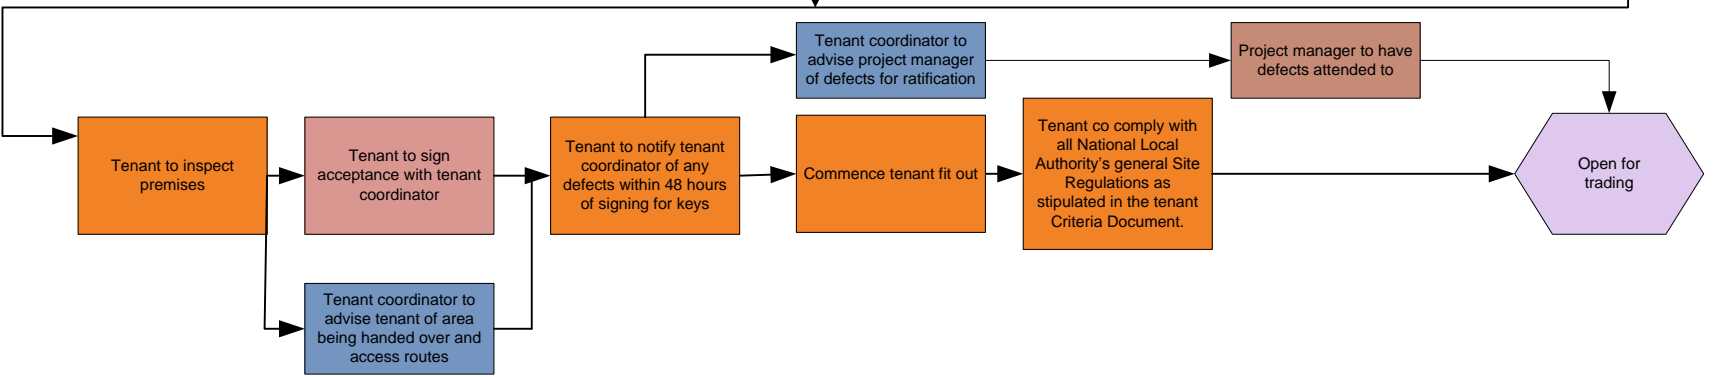 Tenant coordinator to
advise project manager
of defects for ratification
Project manager to have
defects attended to
Tenant to inspect
premises
Tenant to sign
acceptance with tenant
coordinator
Tenant to notify tenant
coordinator of any
defects within 48 hours
of signing for keys
Commence tenant fit out
Tenant co comply with
all National Local
Authority's general Site
Regulations as
stipulated in the tenant
Criteria Document.
Open for
trading
Tenant coordinator to
advise tenant of area
being handed over and
access routes